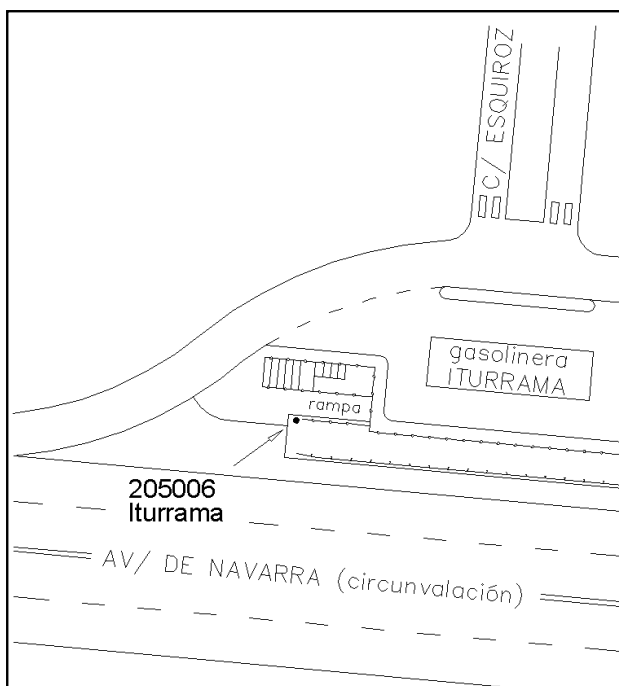 C/ ESQUIROZ
gasolinera
ITURRAMA
rampa
205006
Iturrama
AV/ DE NAVARRA (circunvalación)